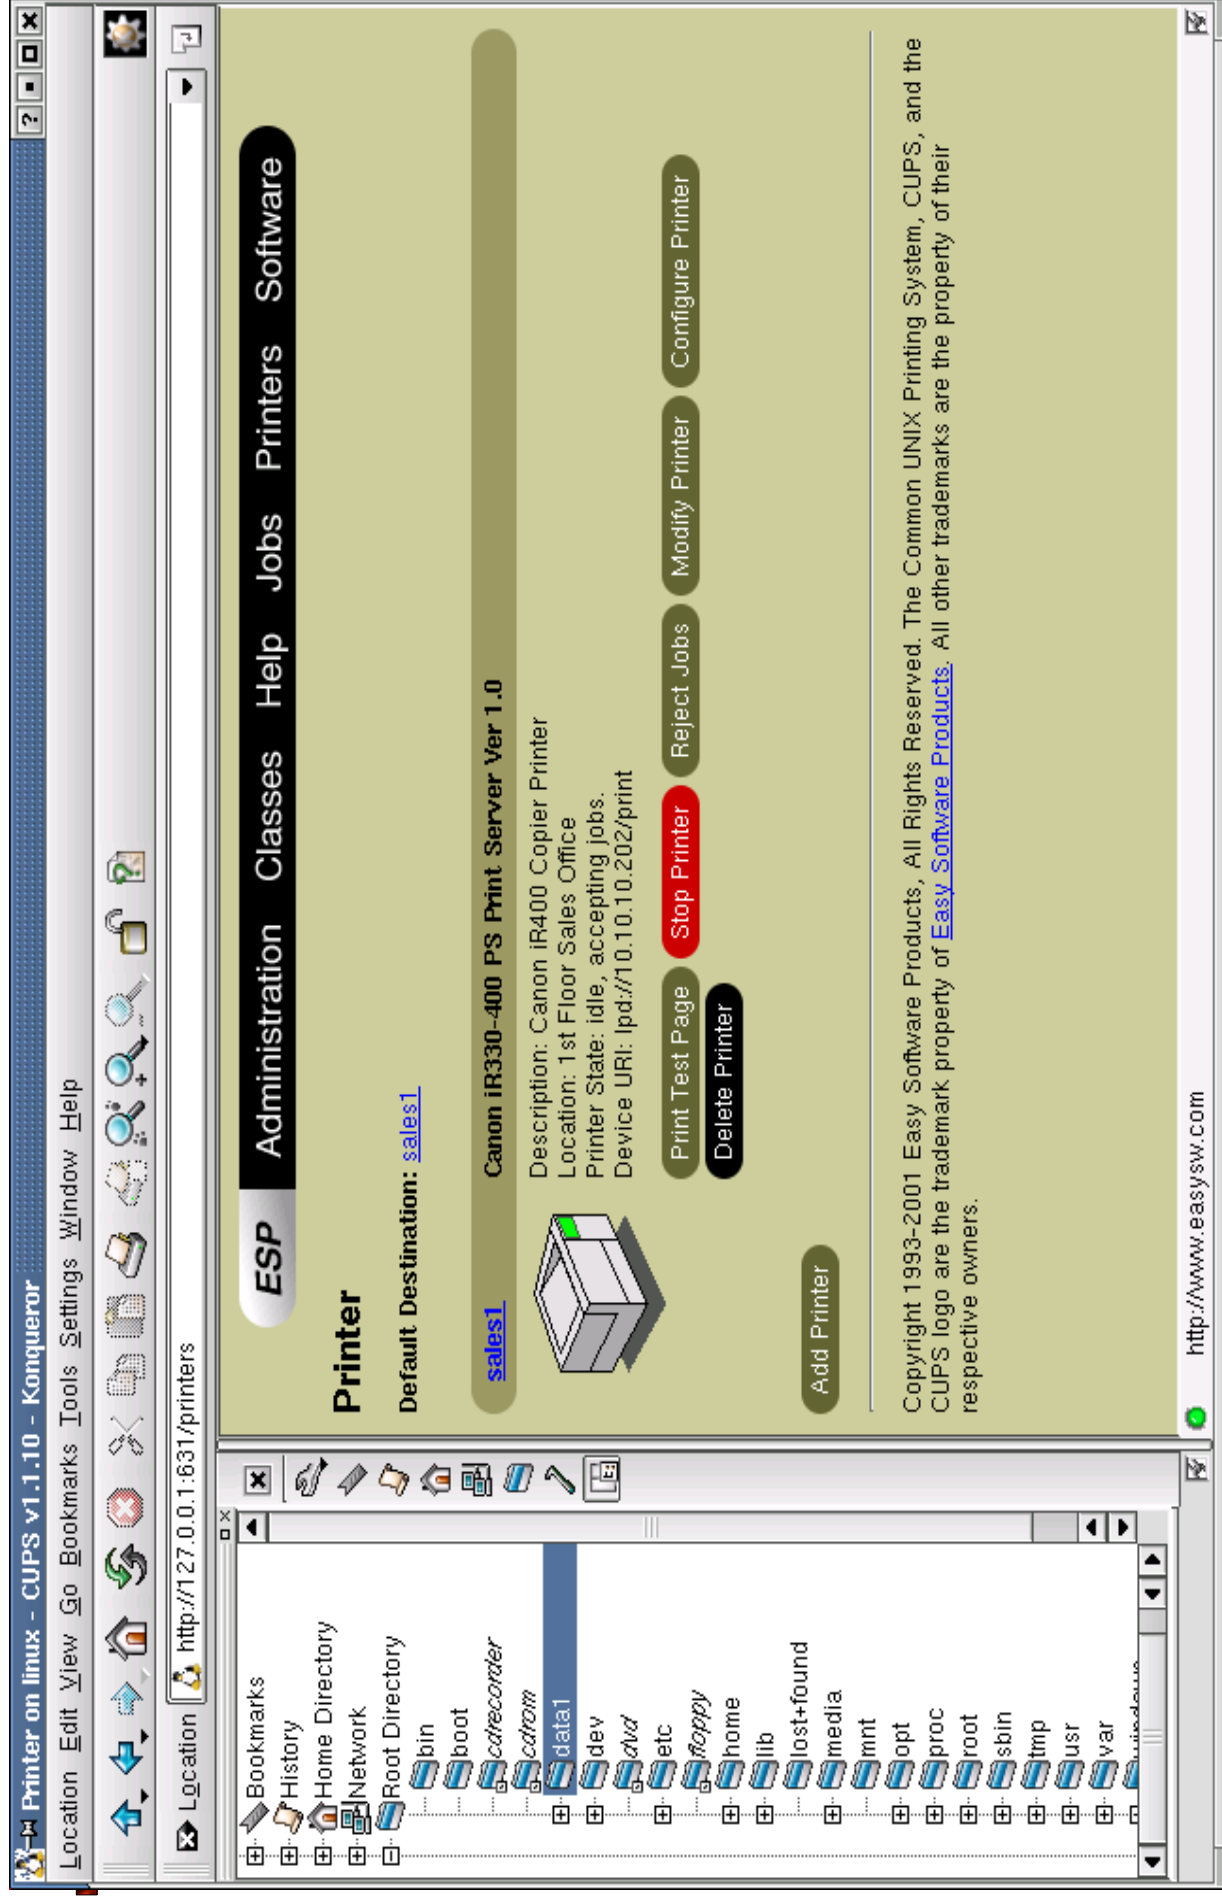 Printer on linux - CUPS v1.1.10 - Konqueror
Location Edit View Go Bookmarks Tools Settings Window Help
Location http://127.0.0.1:631/printers
Bookmarks
History
Home Directory
Network
Root Directory
bin
boot
cdrecorder
cdrom
data1
dev
dvd
etc
floppy
home
lib
lost+found
media
mnt
opt
proc
root
sbin
tmp
usr
var
ESP Administration Classes Help Jobs Printers Software
Printer
Default Destination: sales1
sales1 Canon iR330-400 PS Print Server Ver 1.0
Description: Canon iR400 Copier Printer
Location: 1st Floor Sales Office
Printer State: idle, accepting jobs.
Device URI: lpd://10.10.10.202/print
Print Test Page Stop Printer Reject Jobs Modify Printer Configure Printer
Delete Printer
Add Printer
Copyright 1993-2001 Easy Software Products, All Rights Reserved. The Common UNIX Printing System, CUPS, and the
CUPS logo are the trademark property of Easy Software Products. All other trademarks are the property of their
respective owners.
http://www.easysw.com